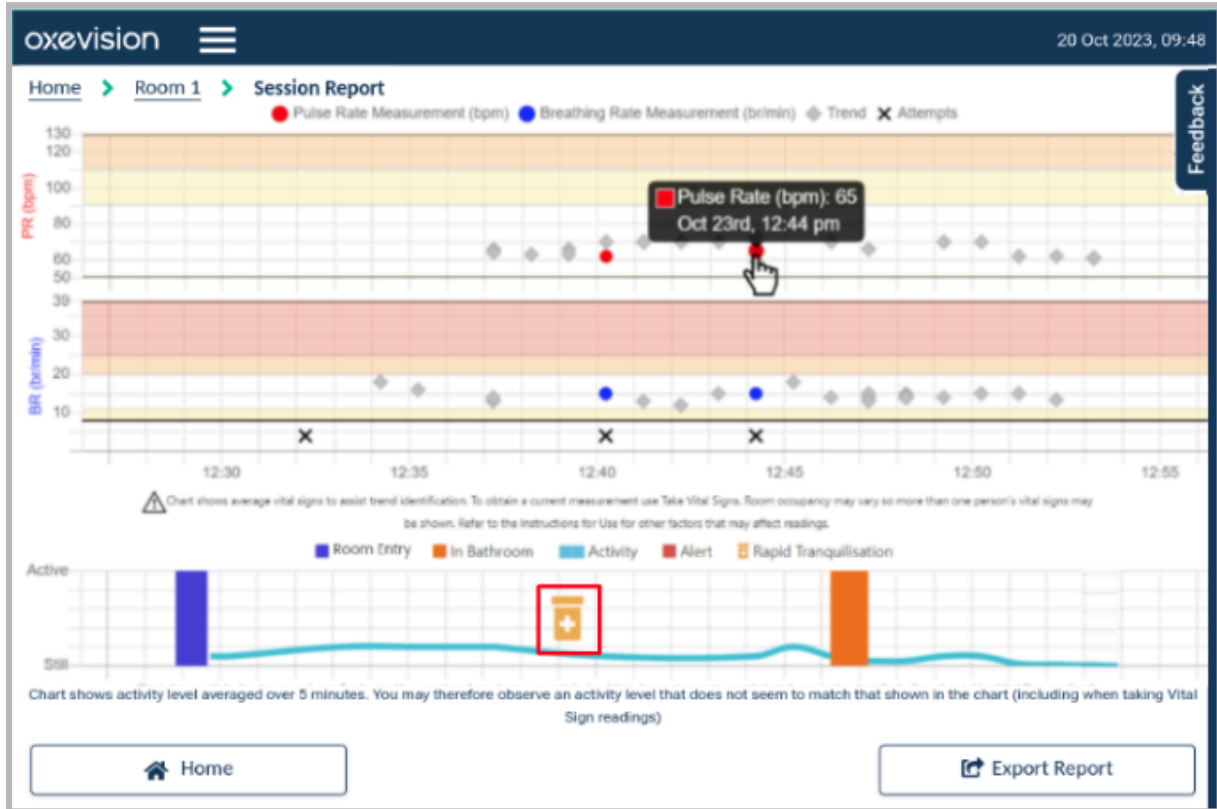 oxevision
20 Oct 2023, 09:48
Home > Room 1 > Session Report
Feedback
Pulse Rate Measurement (bpm) Breathing Rate Measurement (br/min) Trend Attempts
130
120
100
80
60
50
PR (bpm)
Pulse Rate (bpm): 65
Oct 23rd, 12:44 pm
39
30
20
10
BR (br/min)
12:30 12:35 12:40 12:45 12:50 12:55
Chart shows average vital signs to assist trend identification. To obtain a current measurement use Take Vital Signs. Room occupancy may vary so more than one person's vital signs may
be shown. Refer to the Instructions for Use for other factors that may affect readings.
Room Entry In Bathroom Activity Alert Rapid Tranquilisation
Active
Still
Chart shows activity level averaged over 5 minutes. You may therefore observe an activity level that does not seem to match that shown in the chart (including when taking Vital
Sign readings)
Home
Export Report